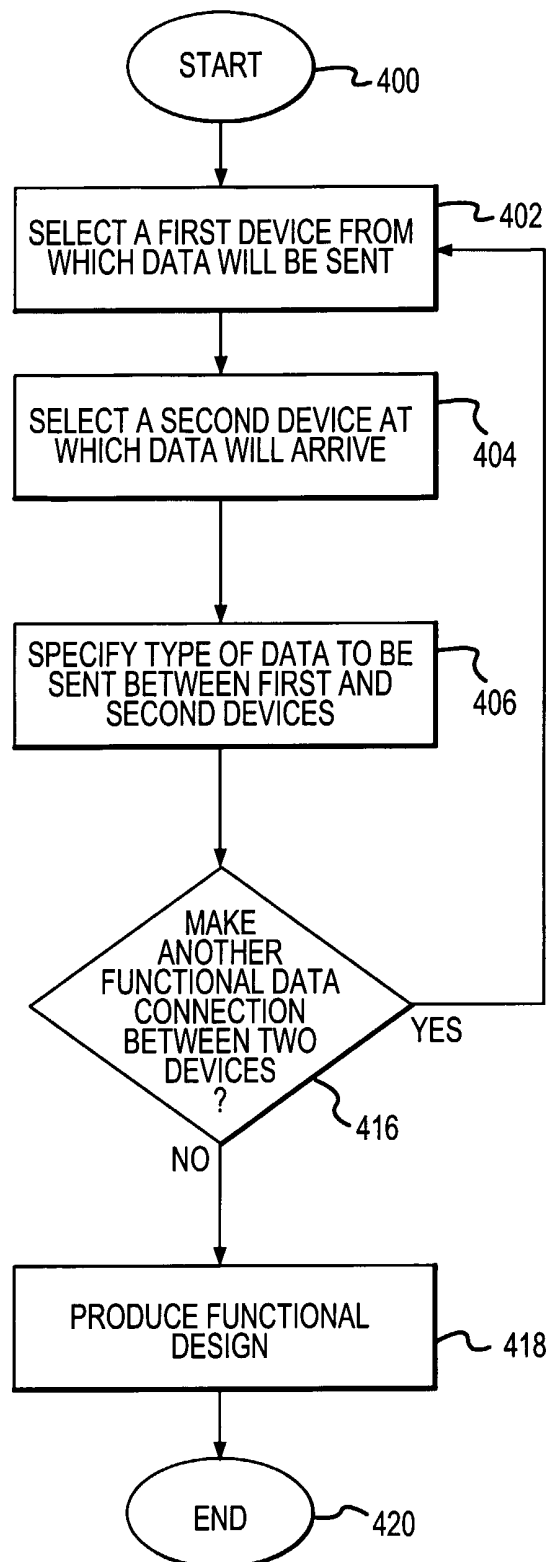 START
400
402
SELECT A FIRST DEVICE FROM
WHICH DATA WILL BE SENT
SELECT A SECOND DEVICE AT
WHICH DATA WILL ARRIVE
404
SPECIFY TYPE OF DATA TO BE
SENT BETWEEN FIRST AND
SECOND DEVICES
406
MAKE
ANOTHER
FUNCTIONAL DATA
CONNECTION
BETWEEN TWO
DEVICES
?
YES
416
NO
PRODUCE FUNCTIONAL
DESIGN
418
END
420